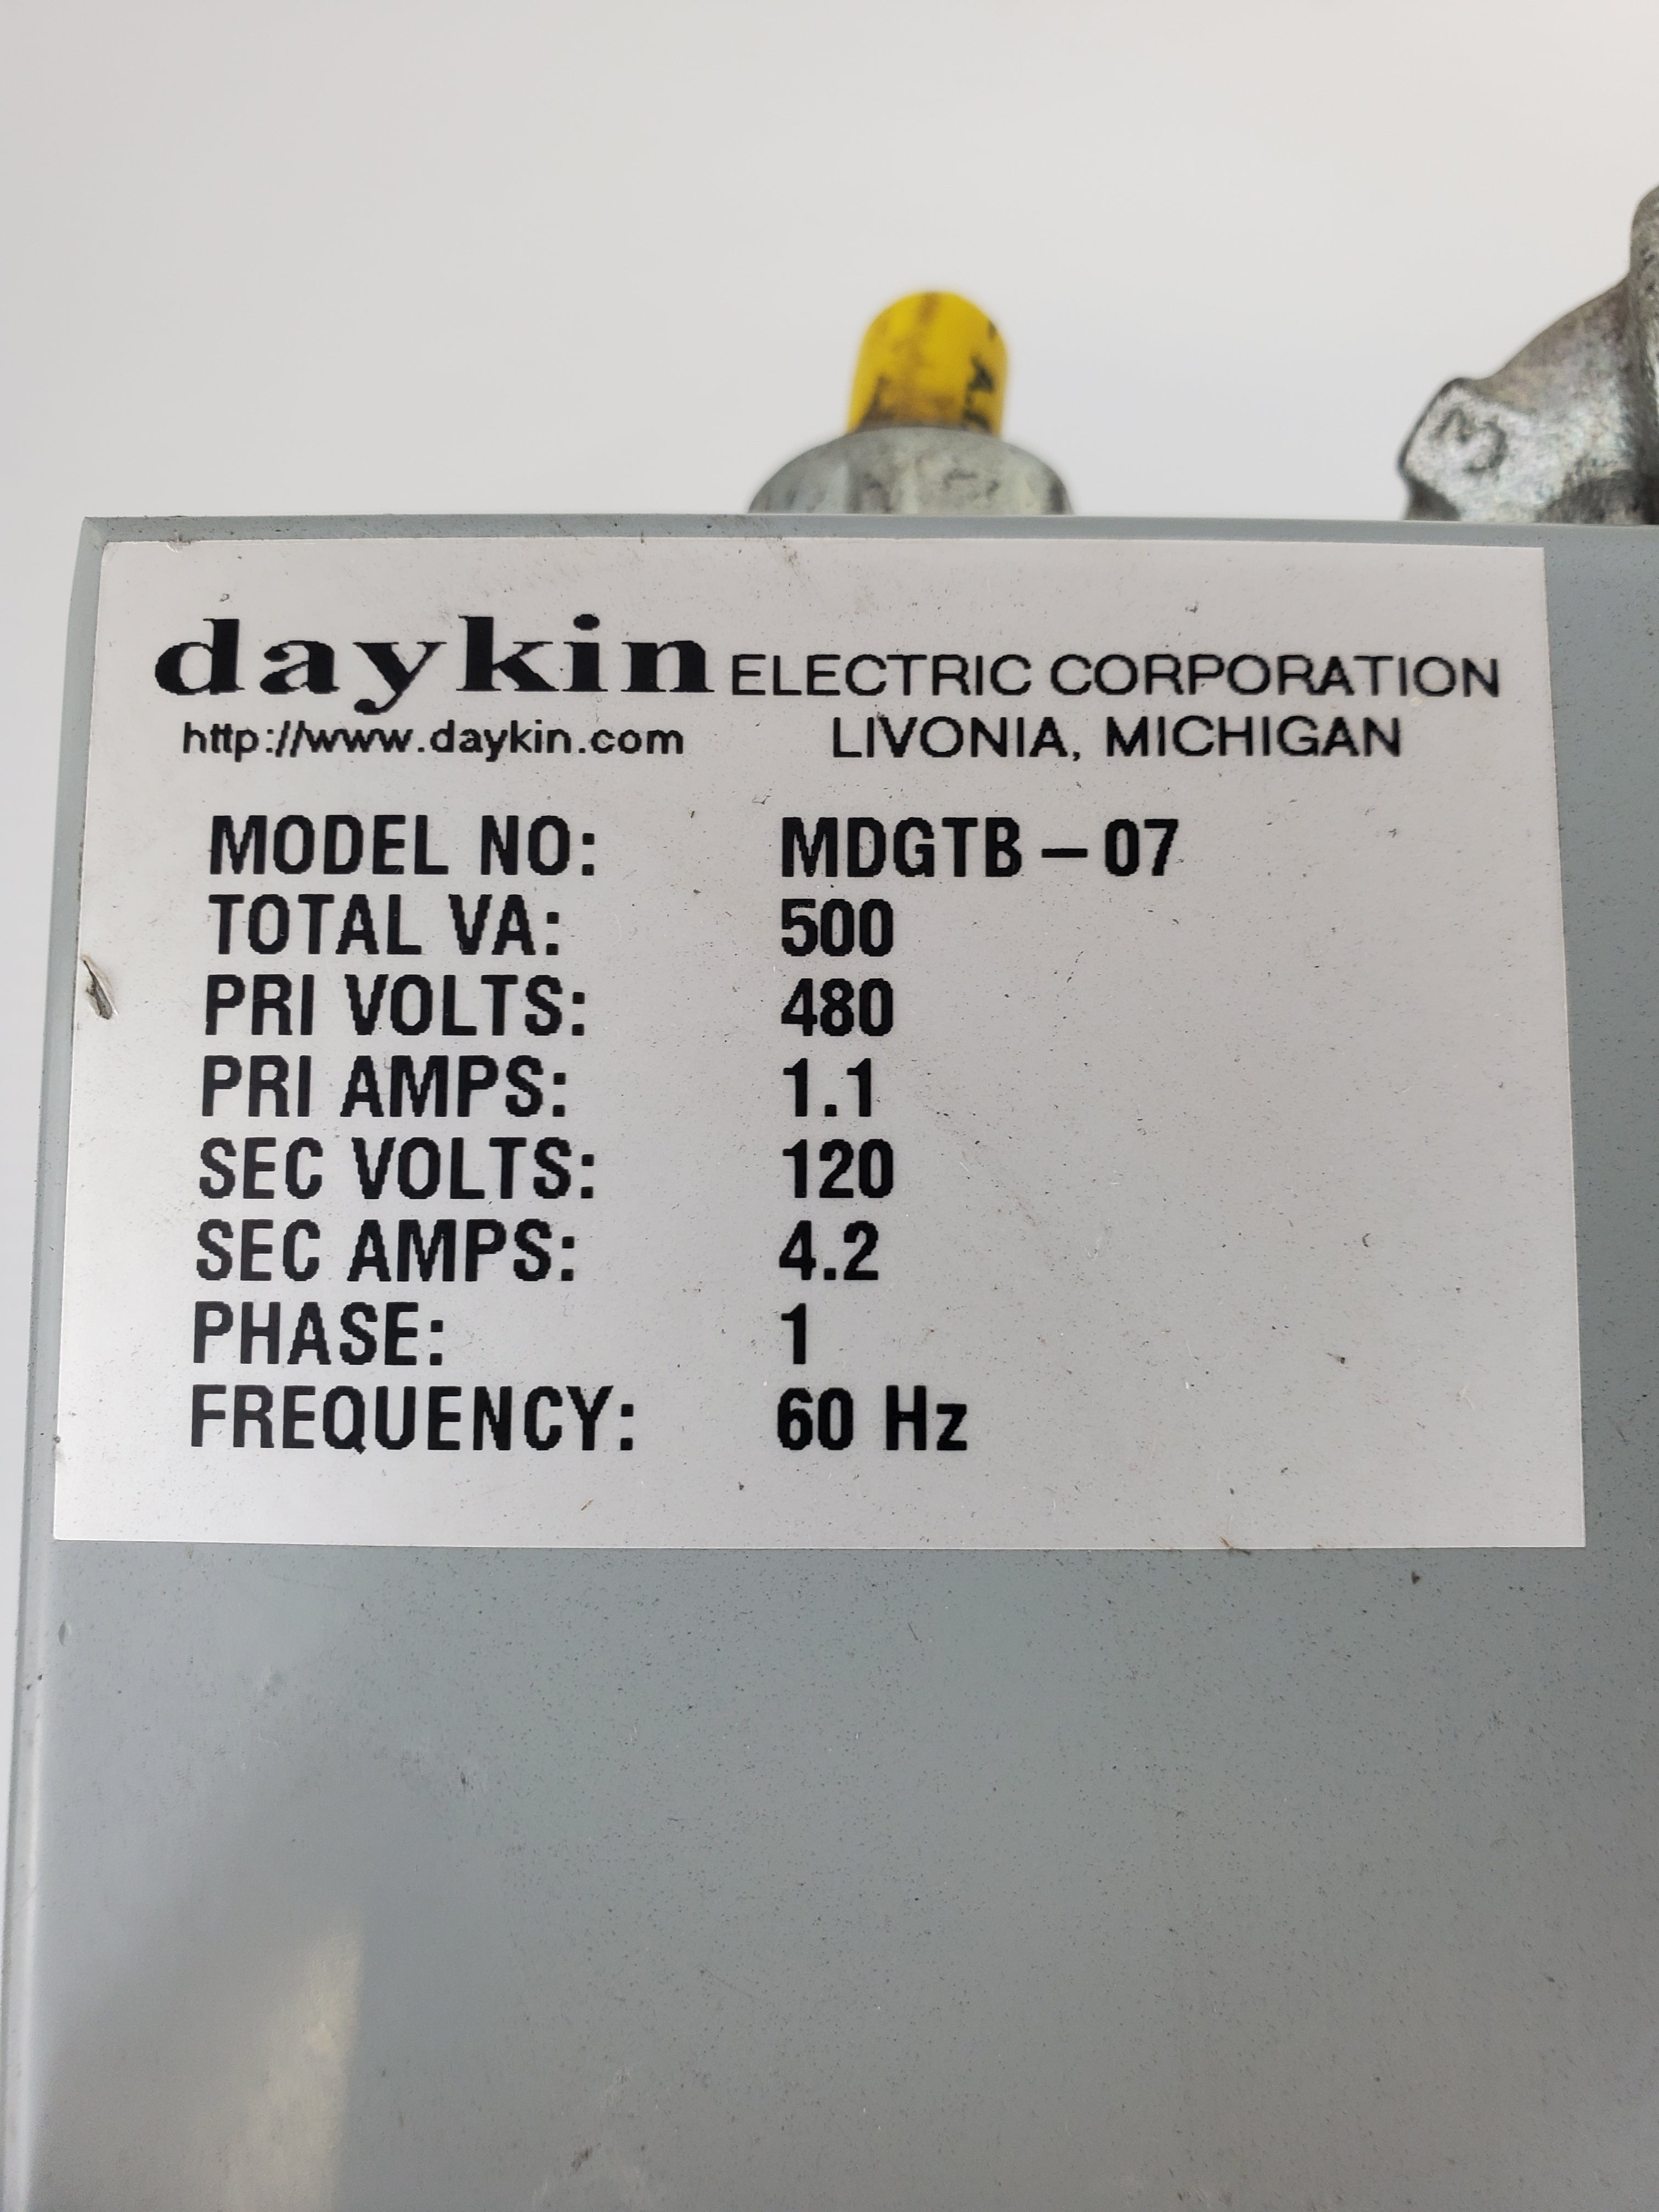 daykin ELECTRIC CORPORATION
http://www.daykin.com LIVONIA, MICHIGAN
MODEL NO: MDGTB – 07
TOTAL VA: 500
PRI VOLTS: 480
PRI AMPS: 1.1
SEC VOLTS: 120
SEC AMPS: 4.2
PHASE: 1
FREQUENCY: 60 Hz